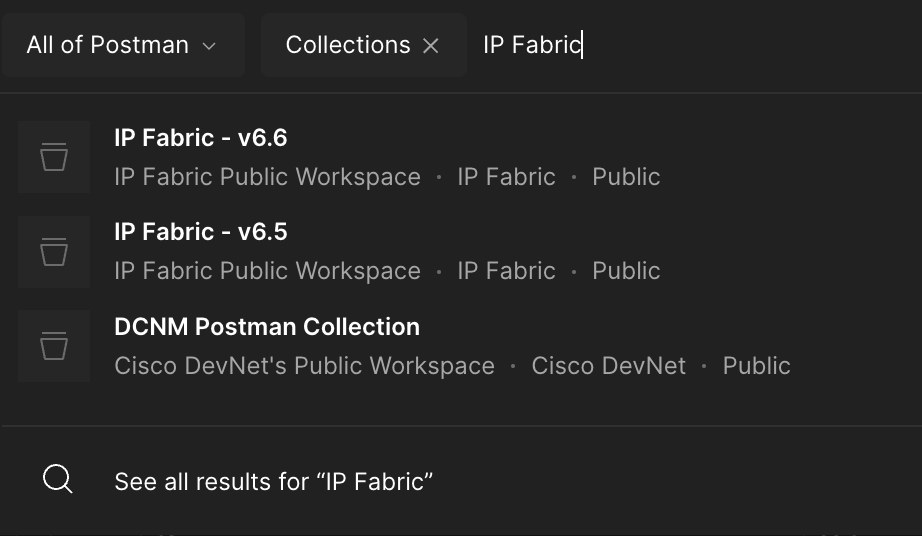 All of Postman Collections IP Fabric
IP Fabric - v6.6
IP Fabric Public Workspace · IP Fabric · Public
IP Fabric - v6.5
IP Fabric Public Workspace · IP Fabric · Public
DCNM Postman Collection
Cisco DevNet's Public Workspace · Cisco DevNet · Public
See all results for “IP Fabric”